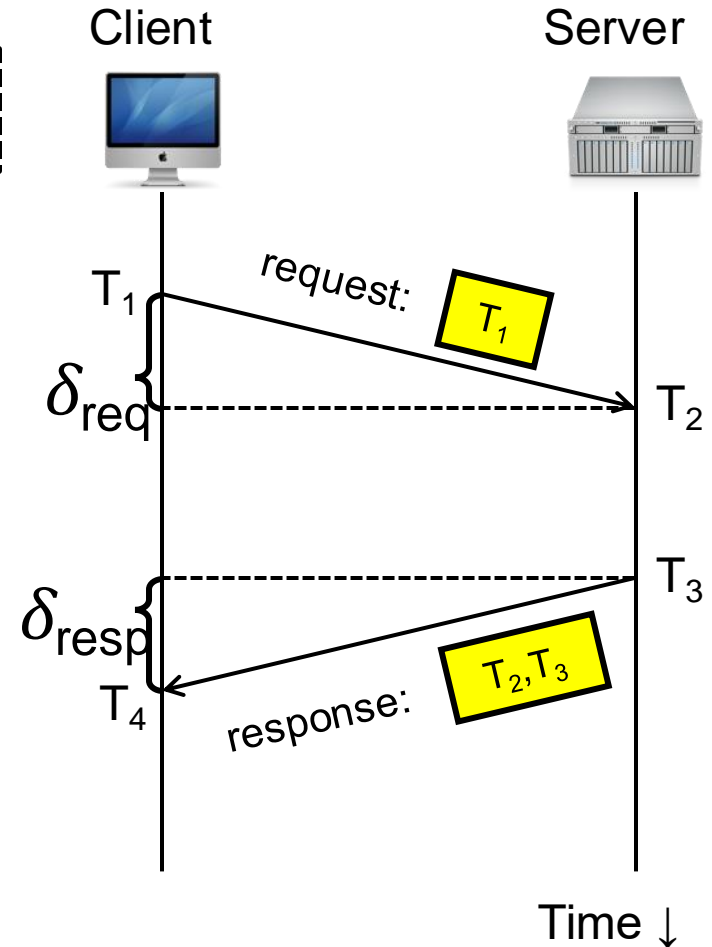 Client
Server
T₁
request:
T₁
δreq
T₂
T₃
δresp
T₂,T₃
T₄
response:
Time ↓